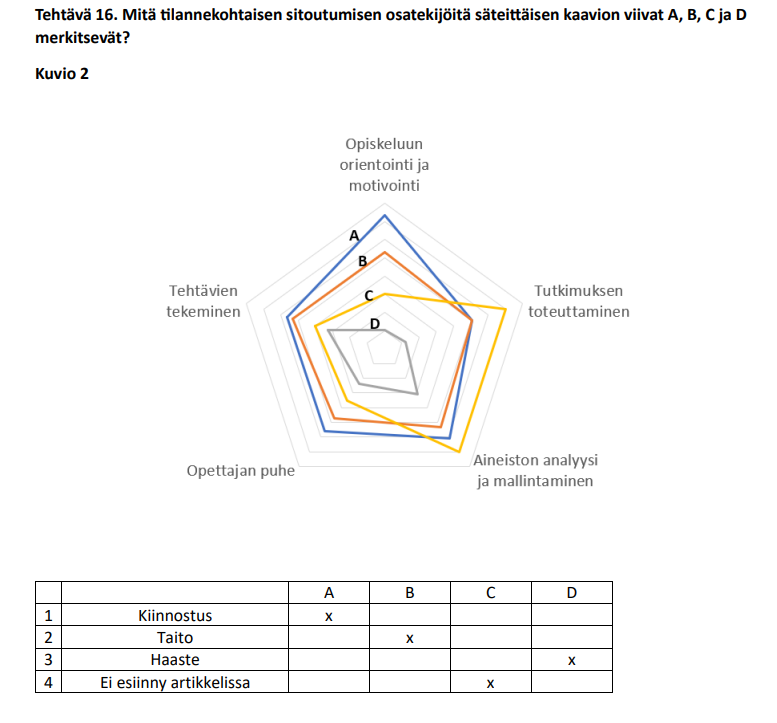 Tehtävä 16. Mitä tilannekohtaisen sitoutumisen osatekijöitä säteittäisen kaavion viivat A, B, C ja D
merkitsevät?
Kuvio 2
Opiskeluun
orientointi ja
motivointi
A
B
C
D
Tehtävien
tekeminen
Tutkimuksen
toteuttaminen
Opettajan puhe
Aineiston analyysi
ja mallintaminen
A B C D
1 Kiinnostus x
2 Taito x
3 Haaste x
4 Ei esiinny artikkelissa x